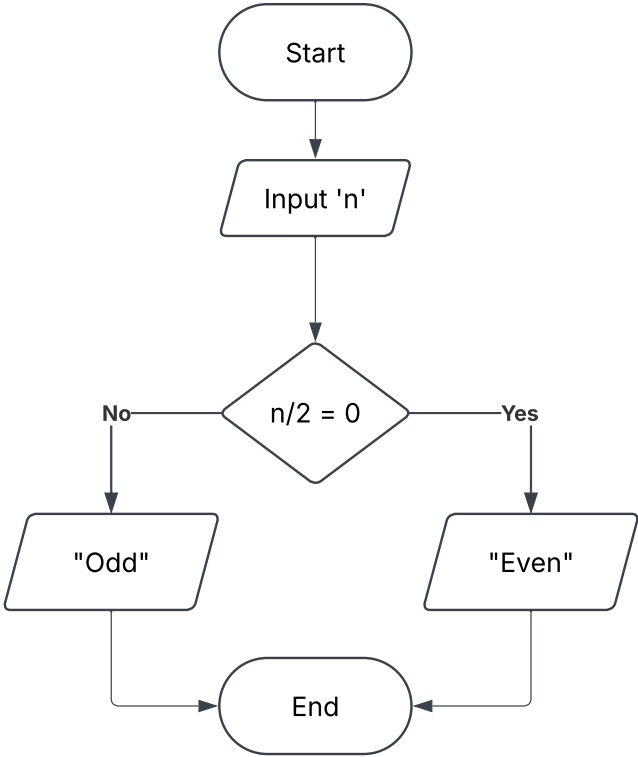 Start
Input 'n'
n/2 = 0
No
Yes
"Odd"
"Even"
End